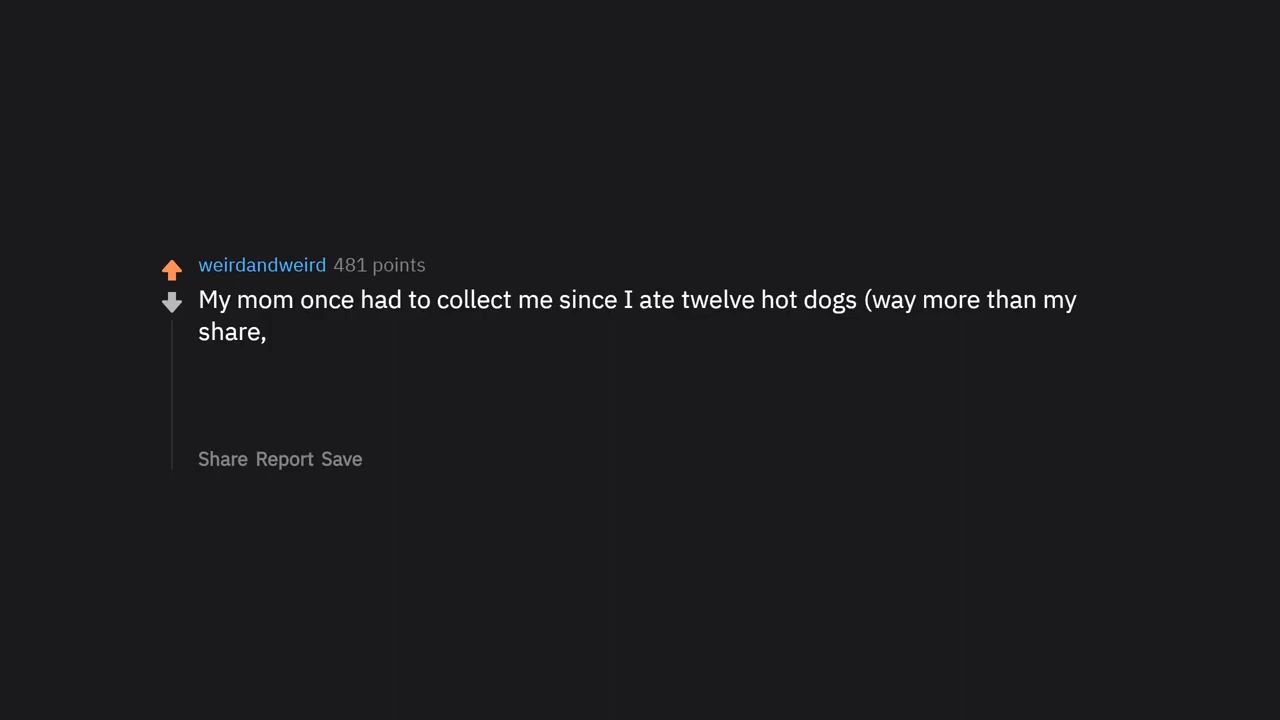 weirdandweird 481 points
My mom once had to collect me since I ate twelve hot dogs (way more than my
share,
Share Report Save